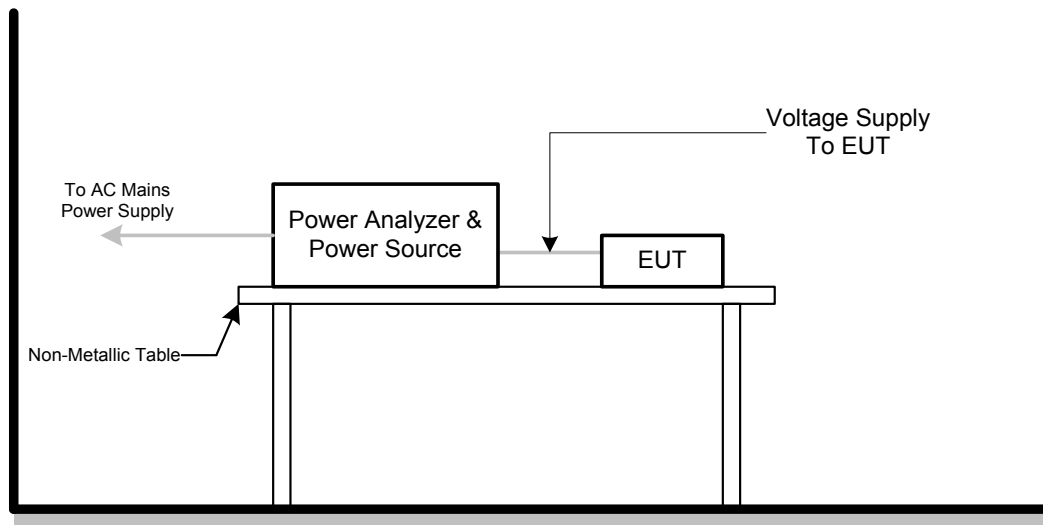 Voltage Supply
To EUT
To AC Mains
Power Supply
Power Analyzer &
Power Source
EUT
Non-Metallic Table